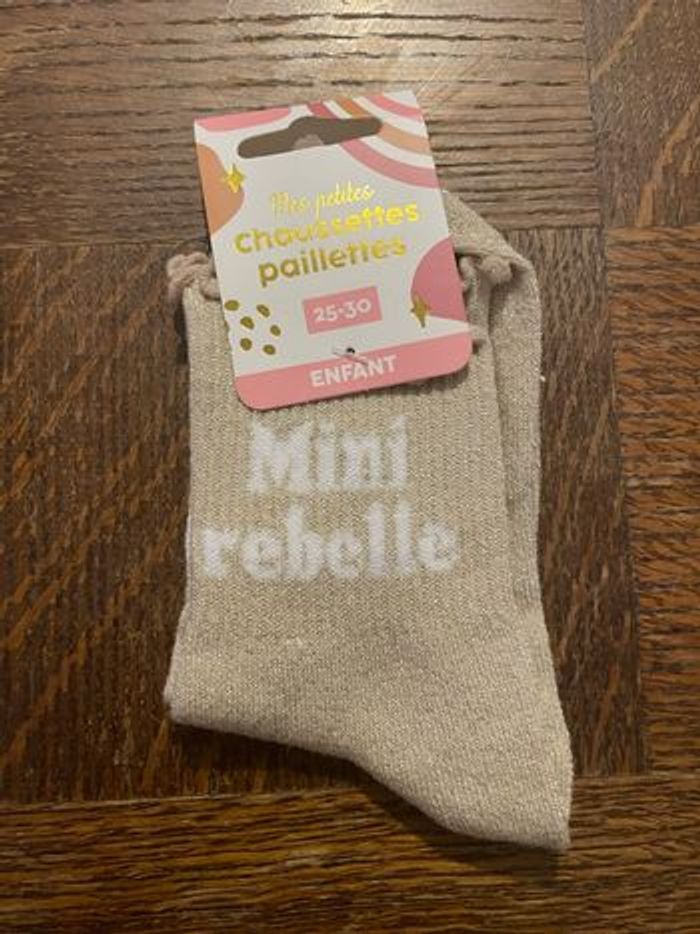 Mes petites
chaussettes
paillettes
25-30
ENFANT
Mini
rebelle